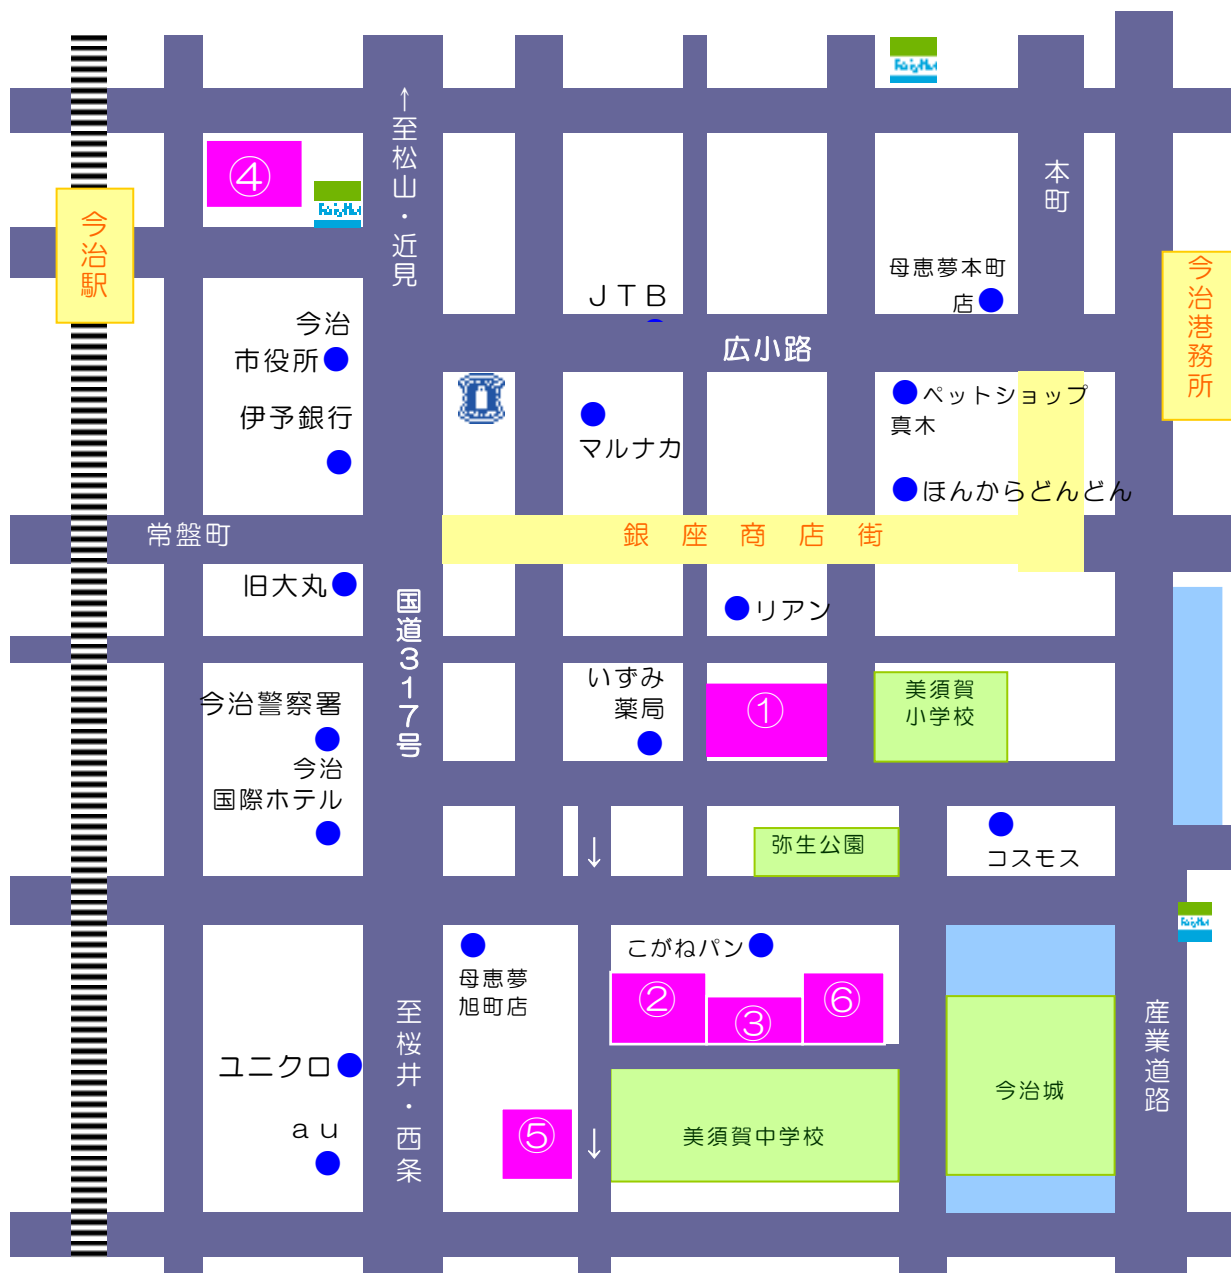 FamilyMart
④
FamilyMart
↑至松山・近見
本町
今治駅
母恵夢本町
店
今治港務所
JTB
今治
市役所
広小路
伊予銀行
マルナカ
ペットショップ
真木
ほんからどんどん
常盤町
銀座商店街
旧大丸
国道317号
リアン
いずみ
薬局
①
美須賀
小学校
今治警察署
今治
国際ホテル
↓
弥生公園
コスモス
FamilyMart
母恵夢
旭町店
こがねパン
②
③
⑥
至桜井・西条
産業道路
ユニクロ
au
⑤
↓
美須賀中学校
今治城